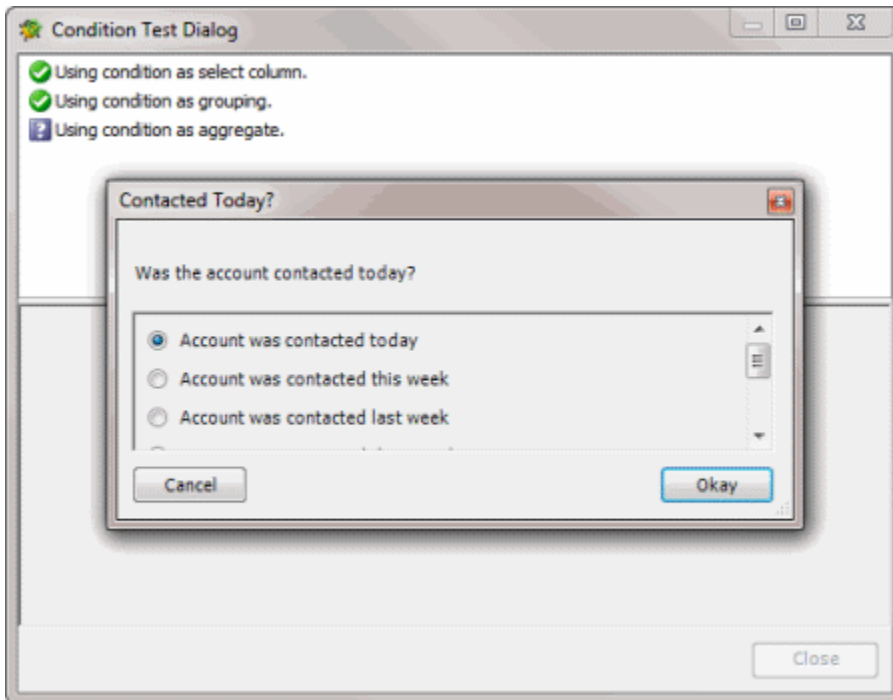 Condition Test Dialog
Using condition as select column.
Using condition as grouping.
Using condition as aggregate.
Contacted Today?
Was the account contacted today?
Account was contacted today
Account was contacted this week
Account was contacted last week
Cancel
Okay
Close